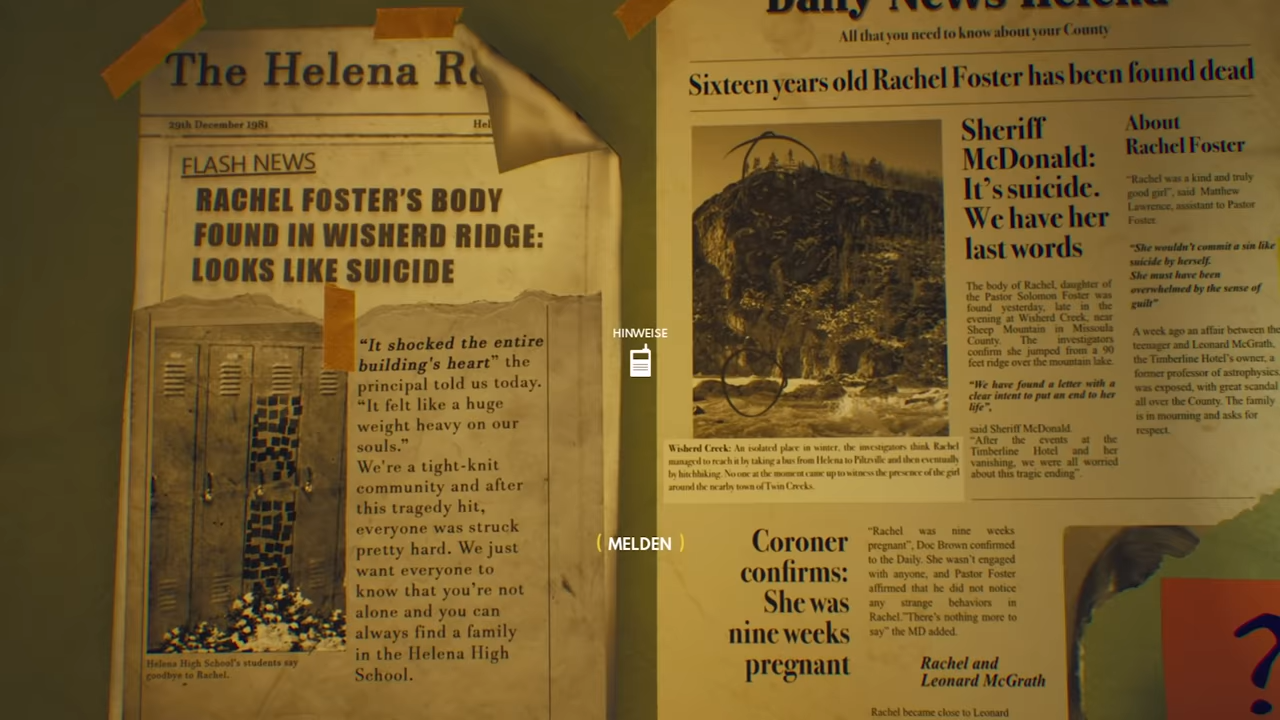 The Helena Re
29th December 1981
Hel
FLASH NEWS
RACHEL FOSTER'S BODY
FOUND IN WISHERD RIDGE:
LOOKS LIKE SUICIDE
"It shocked the entire
building's heart" the
principal told us today.
"It felt like a huge
weight heavy on our
souls."
We're a tight-knit
community and after
this tragedy hit,
everyone was struck
pretty hard. We just
want everyone to
know that you're not
alone and you can
always find a family
in the Helena High
School.
Helena High School's students say
goodbye to Rachel.
HINWEISE
( MELDEN )
Daily News Helena
All that you need to know about your County
Sixteen years old Rachel Foster has been found dead
Sheriff
McDonald:
It's suicide.
We have her
last words
The body of Rachel, daughter of
the Pastor Solomon Foster was
found yesterday, late in the
evening at Wisherd Creek, near
Sheep Mountain in Missoula
County. The investigators
confirm she jumped from a 90
feet ridge over the mountain lake.
"We have found a letter with a
clear intent to put an end to her
life",
said Sheriff McDonald.
"After the events at the
Timberline Hotel and her
vanishing, we were all worried
about this tragic ending".
About
Rachel Foster
"Rachel was a kind and truly
good girl", said Matthew
Lawrence, assistant to Pastor
Foster.
"She wouldn't commit a sin like
suicide by herself.
She must have been
overwhelmed by the sense of
guilt"
A week ago an affair between the
teenager and Leonard McGrath,
the Timberline Hotel's owner, a
former professor of astrophysics
was exposed, with great scandal
all over the County. The family
is in mourning and asks for
respect.
Wisherd Creek: An isolated place in winter, the investigators think Rachel
managed to reach it by taking a bus from Helena to Piltzville and then eventually
by hitchhiking. No one at the moment came up to witness the presence of the girl
around the nearby town of Twin Creeks.
Coroner
confirms:
She was
nine weeks
pregnant
"Rachel was nine weeks
pregnant", Doc Brown confirmed
to the Daily. She wasn't engaged
with anyone, and Pastor Foster
affirmed that he did not notice
any strange behaviors in
Rachel."There's nothing more to
say" the MD added.
Rachel and
Leonard McGrath
Rachel became close to Leonard
?